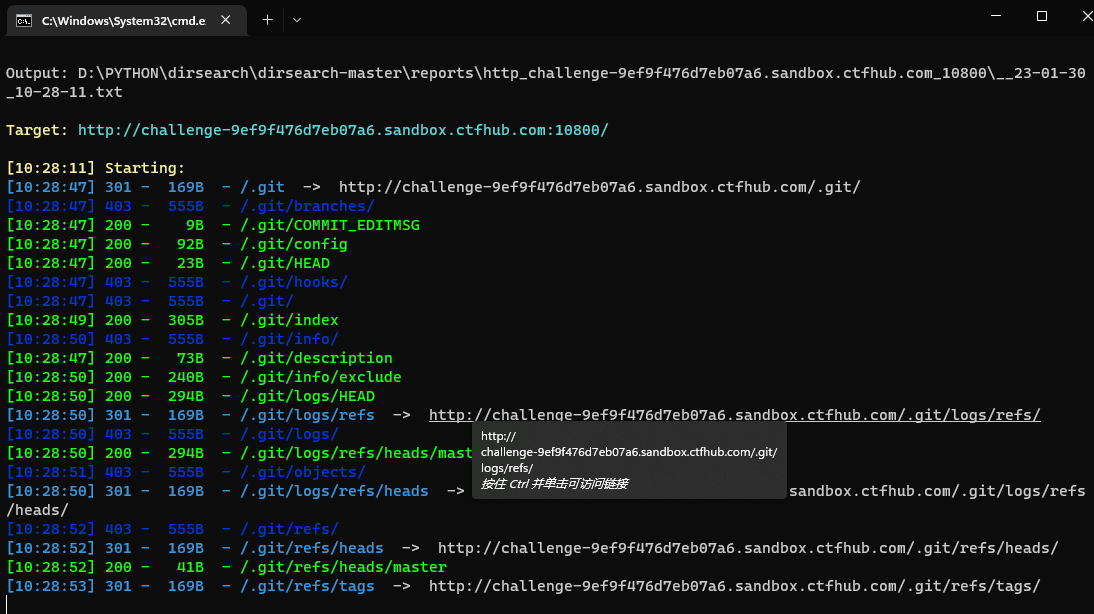 C:\Windows\System32\cmd.e
Output: D:\PYTHON\dirsearch\dirsearch-master\reports\http_challenge-9ef9f476d7eb07a6.sandbox.ctfhub.com_10800\__23-01-30
_10-28-11.txt
Target: http://challenge-9ef9f476d7eb07a6.sandbox.ctfhub.com:10800/
[10:28:11] Starting:
[10:28:47] 301 - 169B - /.git -> http://challenge-9ef9f476d7eb07a6.sandbox.ctfhub.com/.git/
[10:28:47] 403 - 555B - /.git/branches/
[10:28:47] 200 - 9B - /.git/COMMIT_EDITMSG
[10:28:47] 200 - 92B - /.git/config
[10:28:47] 200 - 23B - /.git/HEAD
[10:28:47] 403 - 555B - /.git/hooks/
[10:28:47] 403 - 555B - /.git/
[10:28:49] 200 - 305B - /.git/index
[10:28:50] 403 - 555B - /.git/info/
[10:28:47] 200 - 73B - /.git/description
[10:28:50] 200 - 240B - /.git/info/exclude
[10:28:50] 200 - 294B - /.git/logs/HEAD
[10:28:50] 301 - 169B - /.git/logs/refs -> http://challenge-9ef9f476d7eb07a6.sandbox.ctfhub.com/.git/logs/refs/
[10:28:50] 403 - 555B - /.git/logs/
[10:28:50] 200 - 294B - /.git/logs/refs/heads/mast
[10:28:51] 403 - 555B - /.git/objects/
[10:28:50] 301 - 169B - /.git/logs/refs/heads -> sandbox.ctfhub.com/.git/logs/refs
/heads/
http://
challenge-9ef9f476d7eb07a6.sandbox.ctfhub.com/.git/
logs/refs/
按住 Ctrl 并单击可访问链接
[10:28:52] 403 - 555B - /.git/refs/
[10:28:52] 301 - 169B - /.git/refs/heads -> http://challenge-9ef9f476d7eb07a6.sandbox.ctfhub.com/.git/refs/heads/
[10:28:52] 200 - 41B - /.git/refs/heads/master
[10:28:53] 301 - 169B - /.git/refs/tags -> http://challenge-9ef9f476d7eb07a6.sandbox.ctfhub.com/.git/refs/tags/